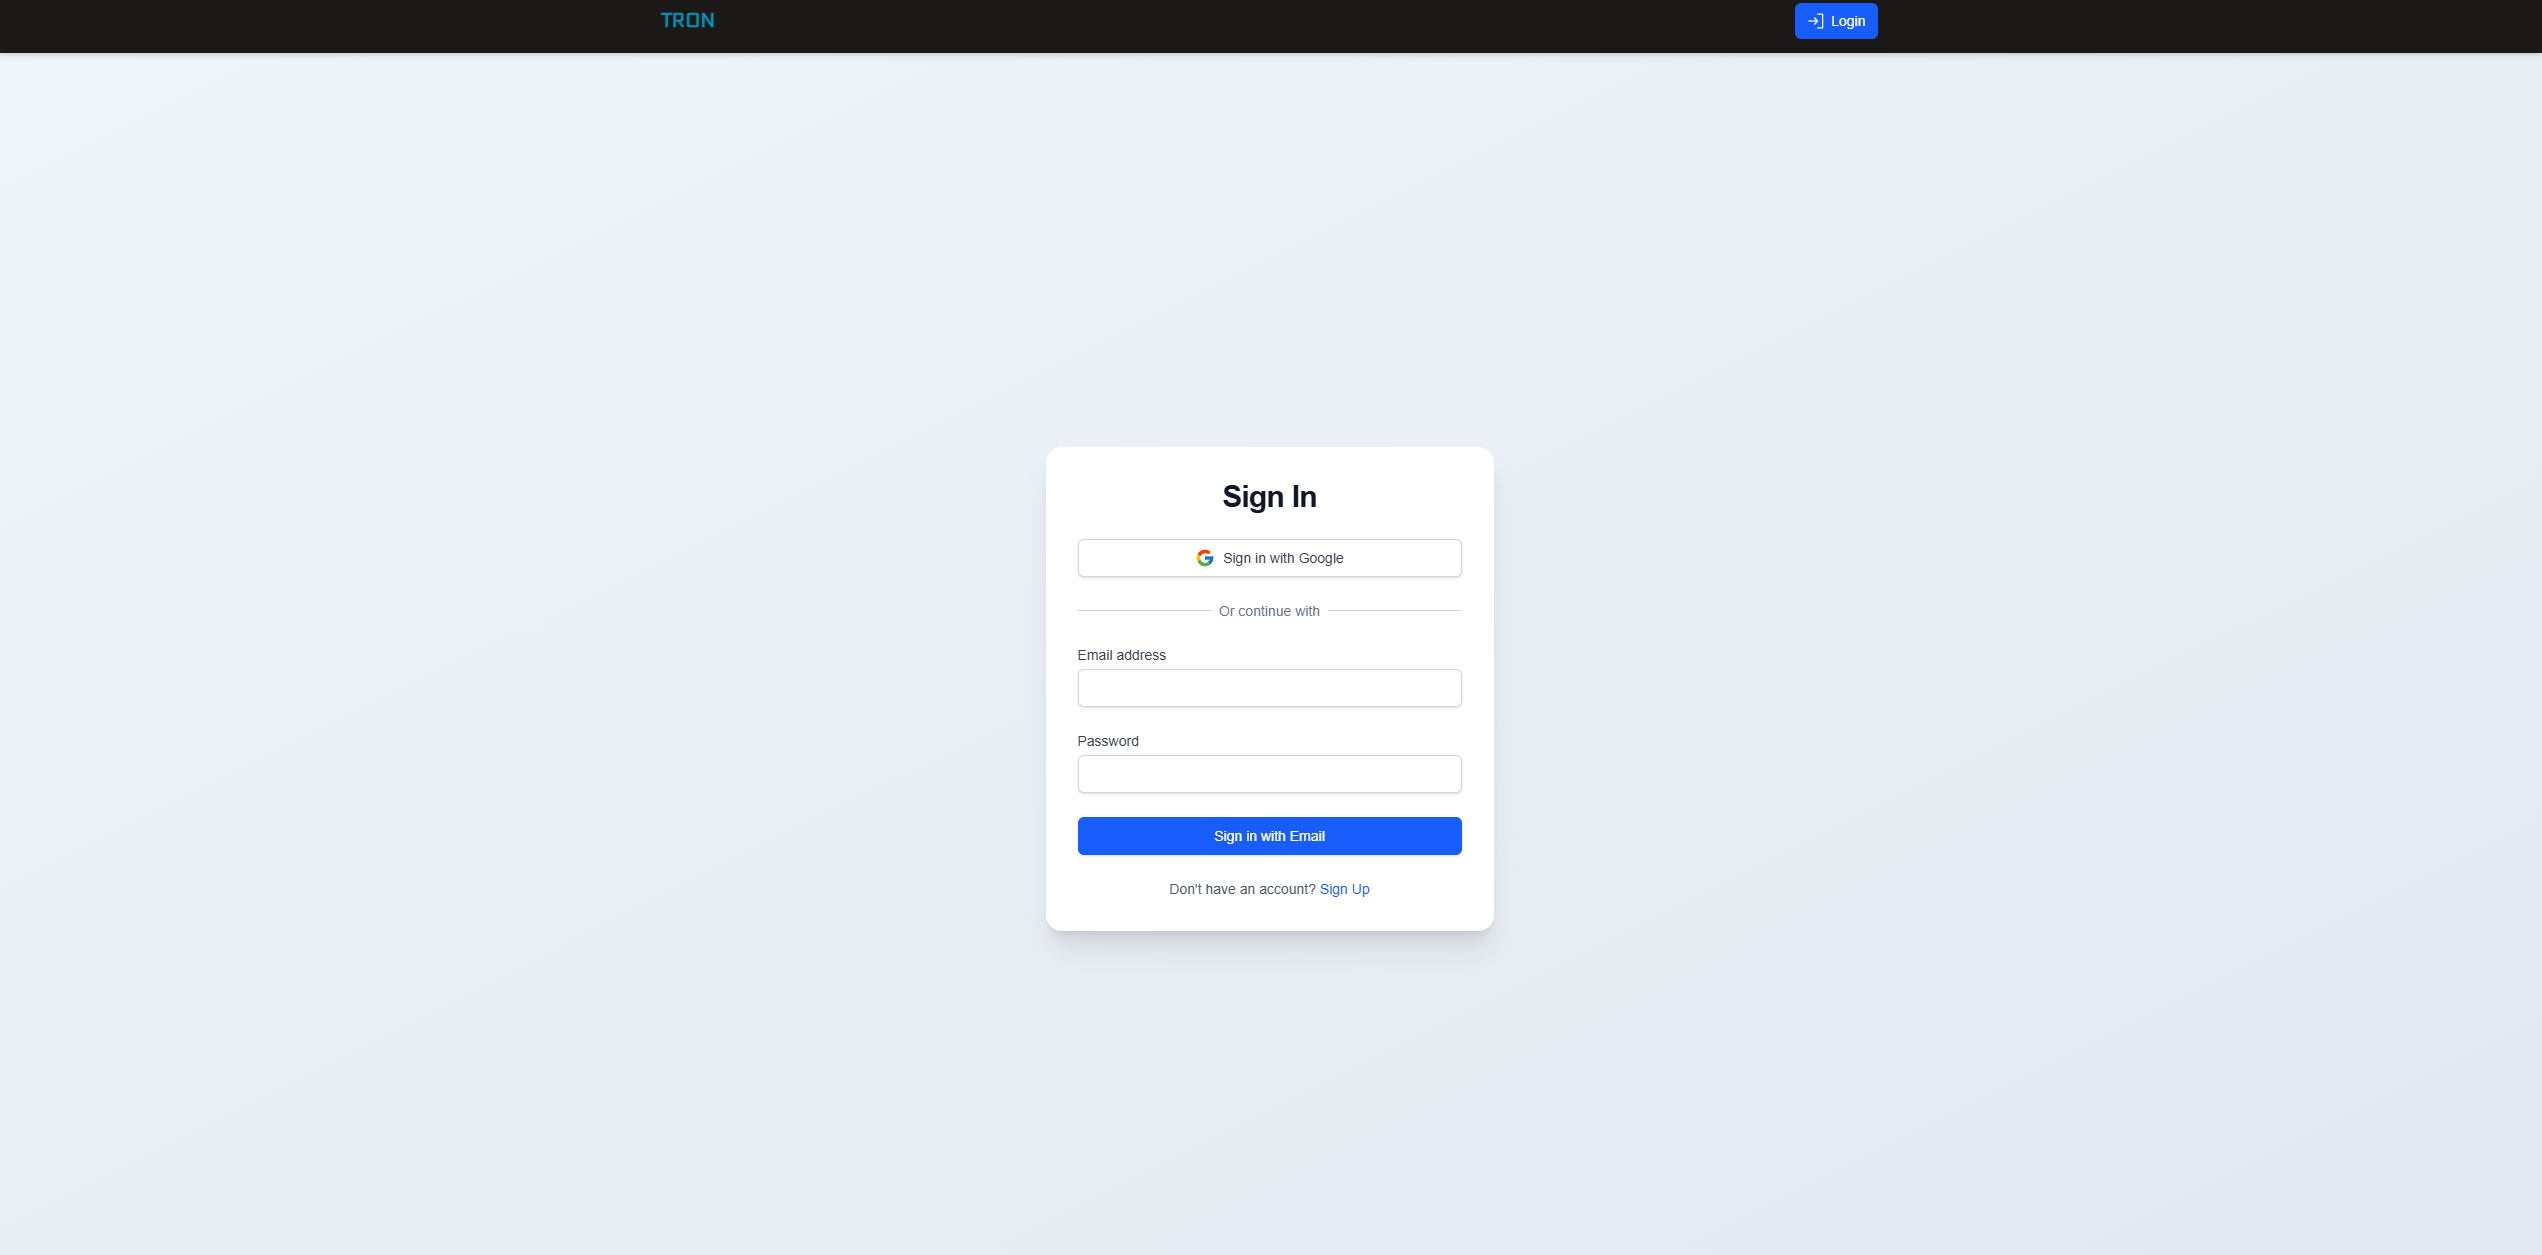 TRON
Login
Sign In
Sign in with Google
Or continue with
Email address
Password
Sign in with Email
Don't have an account? Sign Up